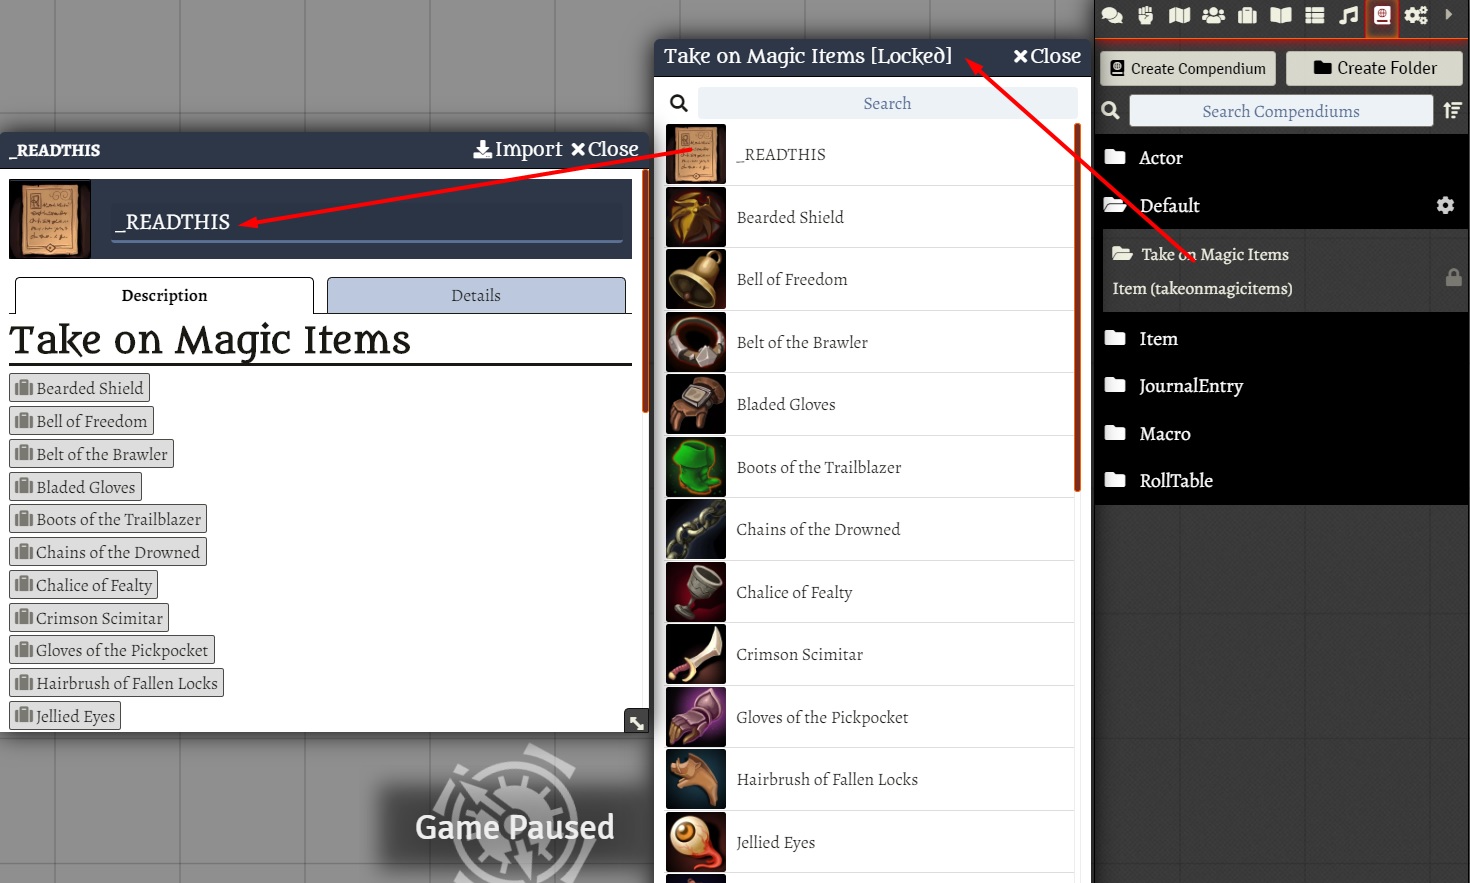 _READTHIS
Import
Close
_READTHIS
Description
Details
Take on Magic Items
Bearded Shield
Bell of Freedom
Belt of the Brawler
Bladed Gloves
Boots of the Trailblazer
Chains of the Drowned
Chalice of Fealty
Crimson Scimitar
Gloves of the Pickpocket
Hairbrush of Fallen Locks
Jellied Eyes
Game Paused
Take on Magic Items [Locked]
Close
Search
_READTHIS
Bearded Shield
Bell of Freedom
Belt of the Brawler
Bladed Gloves
Boots of the Trailblazer
Chains of the Drowned
Chalice of Fealty
Crimson Scimitar
Gloves of the Pickpocket
Hairbrush of Fallen Locks
Jellied Eyes
Create Compendium
Create Folder
Search Compendiums
Actor
Default
Take on Magic Items
Item (takeonmagicitems)
Item
JournalEntry
Macro
RollTable